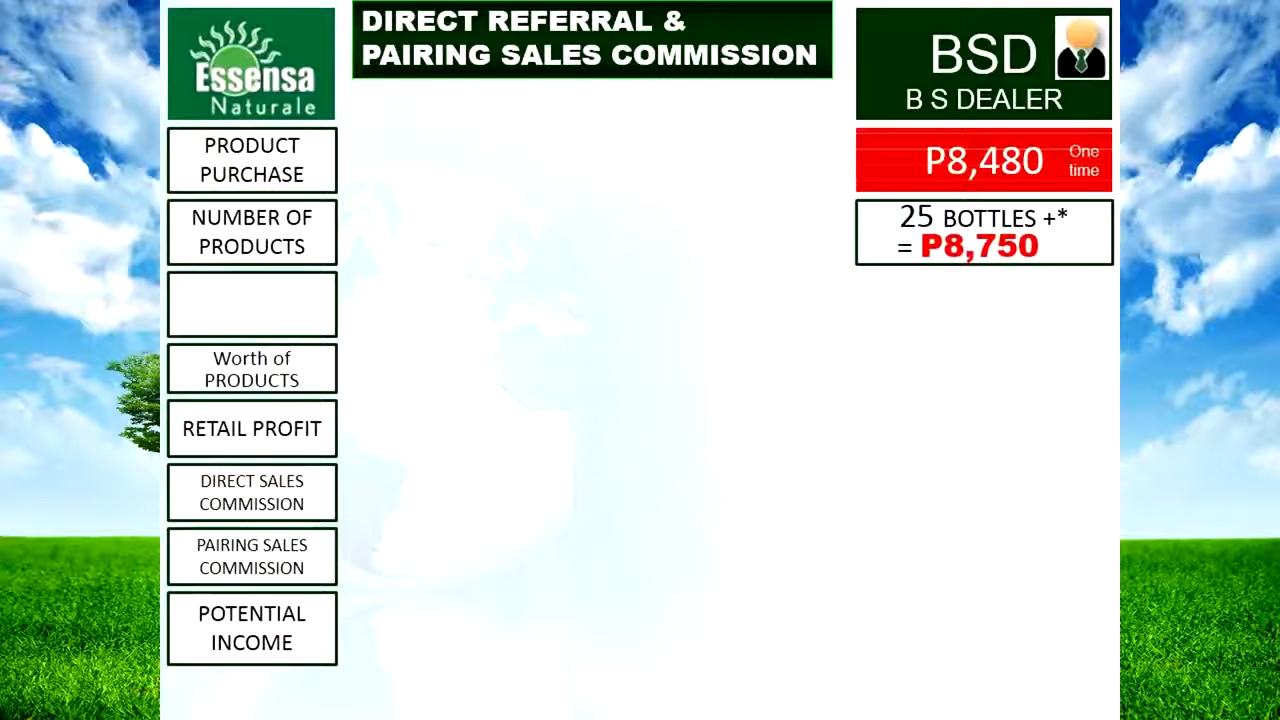 Essensa
Naturale
DIRECT REFERRAL &
PAIRING SALES COMMISSION
BSD
B S DEALER
PRODUCT
PURCHASE
P8,480
One
time
NUMBER OF
PRODUCTS
25 BOTTLES +*
= P8,750
Worth of
PRODUCTS
RETAIL PROFIT
DIRECT SALES
COMMISSION
PAIRING SALES
COMMISSION
POTENTIAL
INCOME